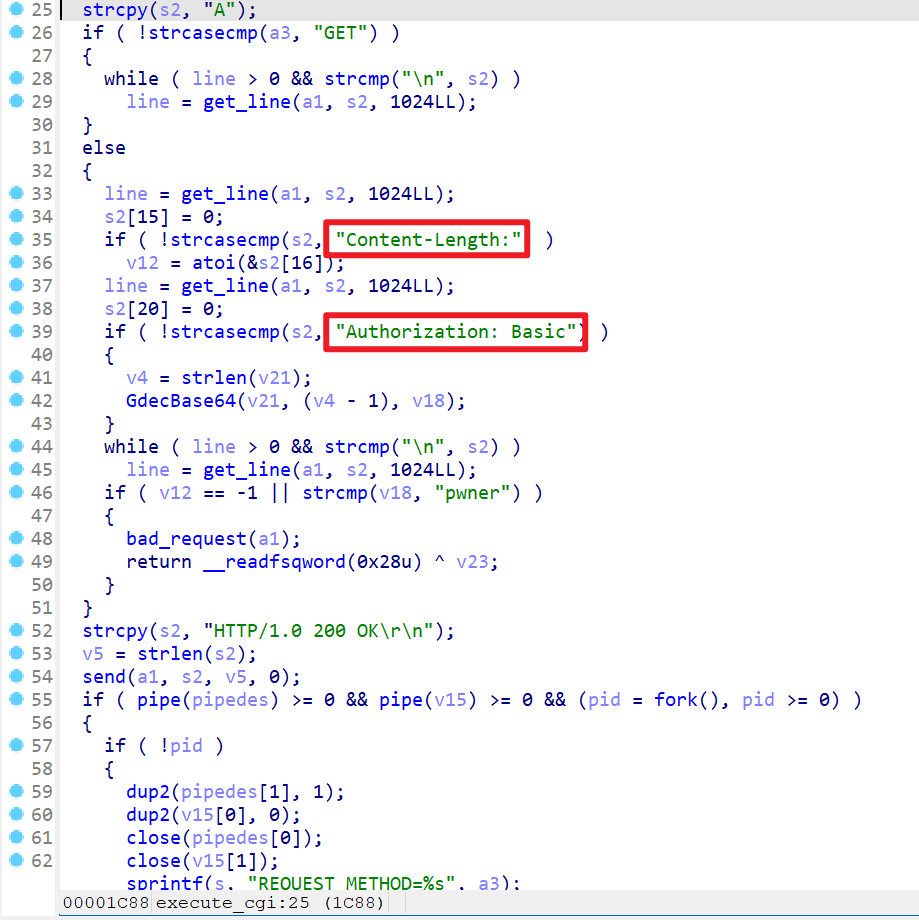 25 strcpy(s2, "A");
26 if ( !strcasecmp(a3, "GET") )
27 {
28 while ( line > 0 && strcmp("\n", s2) )
29 line = get_line(a1, s2, 1024LL);
30 }
31 else
32 {
33 line = get_line(a1, s2, 1024LL);
34 s2[15] = 0;
35 if ( !strcasecmp(s2, "Content-Length:" )
36 v12 = atoi(&s2[16]);
37 line = get_line(a1, s2, 1024LL);
38 s2[20] = 0;
39 if ( !strcasecmp(s2, "Authorization: Basic") )
40 {
41 v4 = strlen(v21);
42 GdecBase64(v21, (v4 - 1), v18);
43 }
44 while ( line > 0 && strcmp("\n", s2) )
45 line = get_line(a1, s2, 1024LL);
46 if ( v12 == -1 || strcmp(v18, "pwner") )
47 {
48 bad_request(a1);
49 return __readfsqword(0x28u) ^ v23;
50 }
51 }
52 strcpy(s2, "HTTP/1.0 200 OK\r\n");
53 v5 = strlen(s2);
54 send(a1, s2, v5, 0);
55 if ( pipe(pipedes) >= 0 && pipe(v15) >= 0 && (pid = fork(), pid >= 0) )
56 {
57 if ( !pid )
58 {
59 dup2(pipedes[1], 1);
60 dup2(v15[0], 0);
61 close(pipedes[0]);
62 close(v15[1]);
sprintf(s, "REQUEST_METHOD=%s", a3);
00001C88 execute_cgi:25 (1C88)